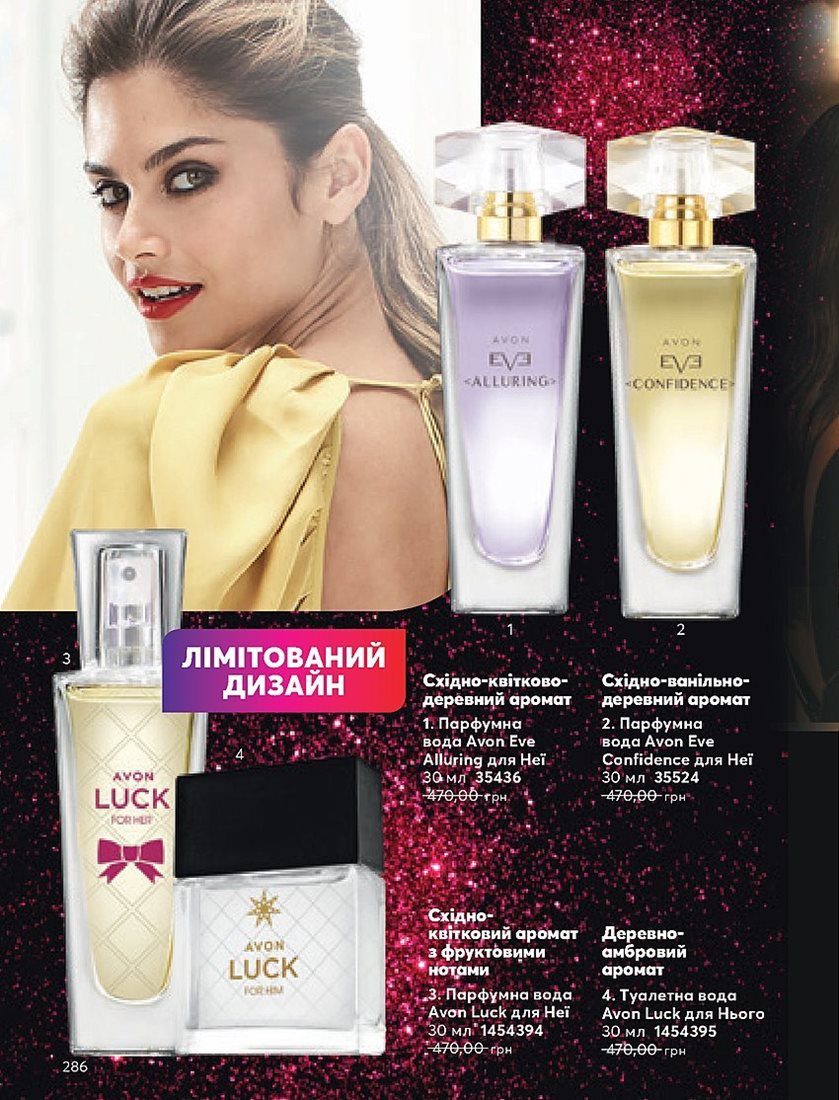 AVON
EVE
<ALLURING>
AVON
EVE
<CONFIDENCE>
1
2
3
ЛІМІТОВАНИЙ
ДИЗАЙН
4
AVON
LUCK
FOR HER
AVON
LUCK
FOR HIM
Східно-квітково-
деревний аромат
1. Парфумна
вода Avon Eve
Alluring для Неї
30 мл 35436
470,00 грн
Східно-ванільно-
деревний аромат
2. Парфумна
вода Avon Eve
Confidence для Неї
30 мл 35524
470,00 грн
Східно-
квітковий аромат
з фруктовими
нотами
3. Парфумна вода
Avon Luck для Неї
30 мл 1454394
470,00 грн
Деревно-
амбровий
аромат
4. Туалетна вода
Avon Luck для Нього
30 мл 1454395
470,00 грн
286